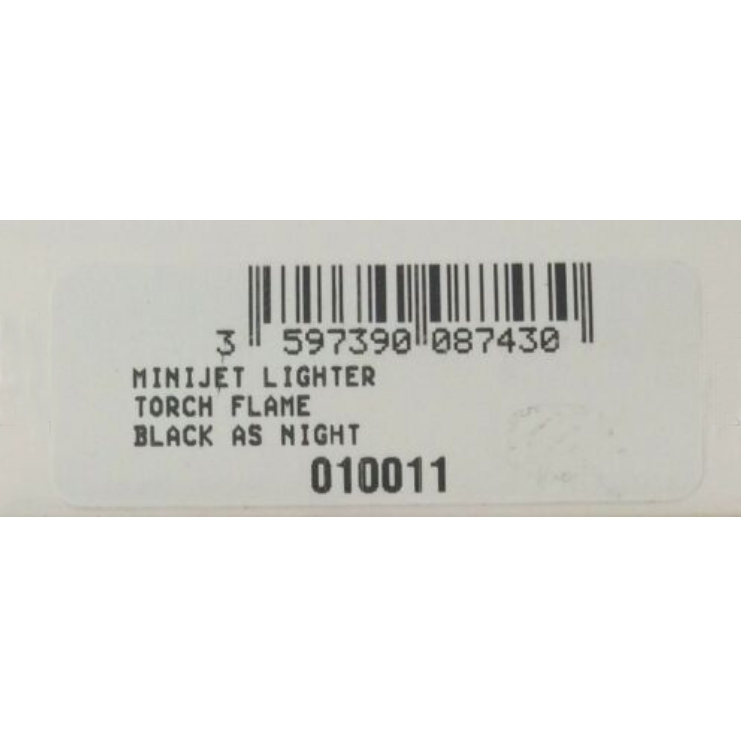 3 597390 087430
MINIJET LIGHTER
TORCH FLAME
BLACK AS NIGHT
010011